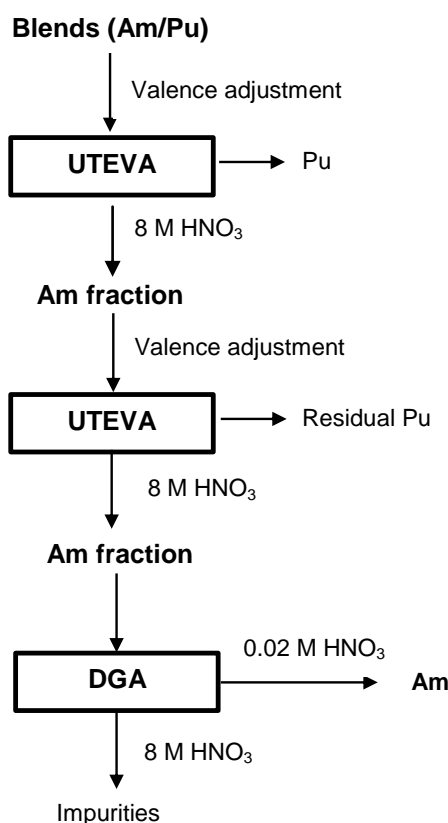 Blends (Am/Pu)
Valence adjustment
UTEVA
Pu
8 M HNO₃
Am fraction
Valence adjustment
UTEVA
Residual Pu
8 M HNO₃
Am fraction
0.02 M HNO₃
DGA
Am
8 M HNO₃
Impurities